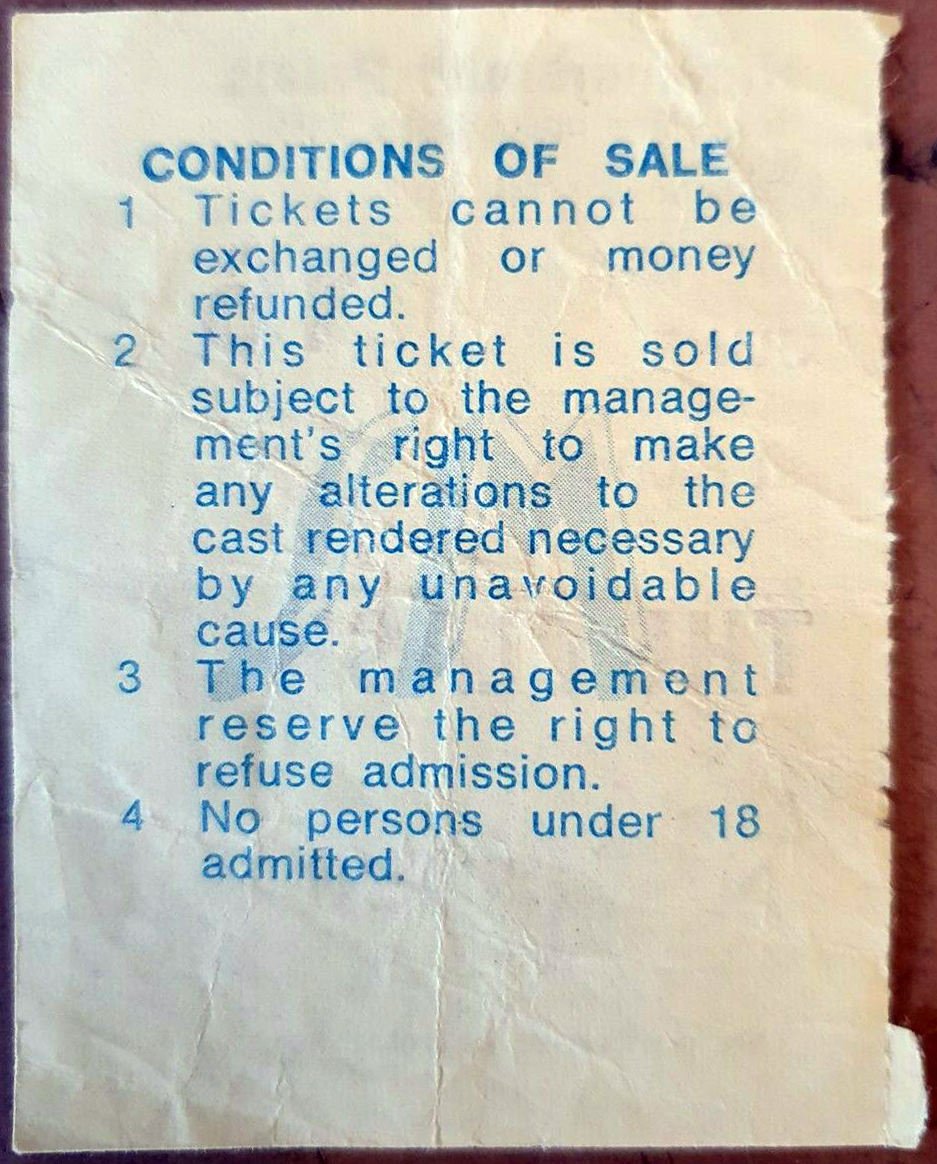 CONDITIONS OF SALE
1 Tickets cannot be
exchanged or money
refunded.
2 This ticket is sold
subject to the manage-
ment's right to make
any alterations to the
cast rendered necessary
by any unavoidable
cause.
3 The management
reserve the right to
refuse admission.
4 No persons under 18
admitted.